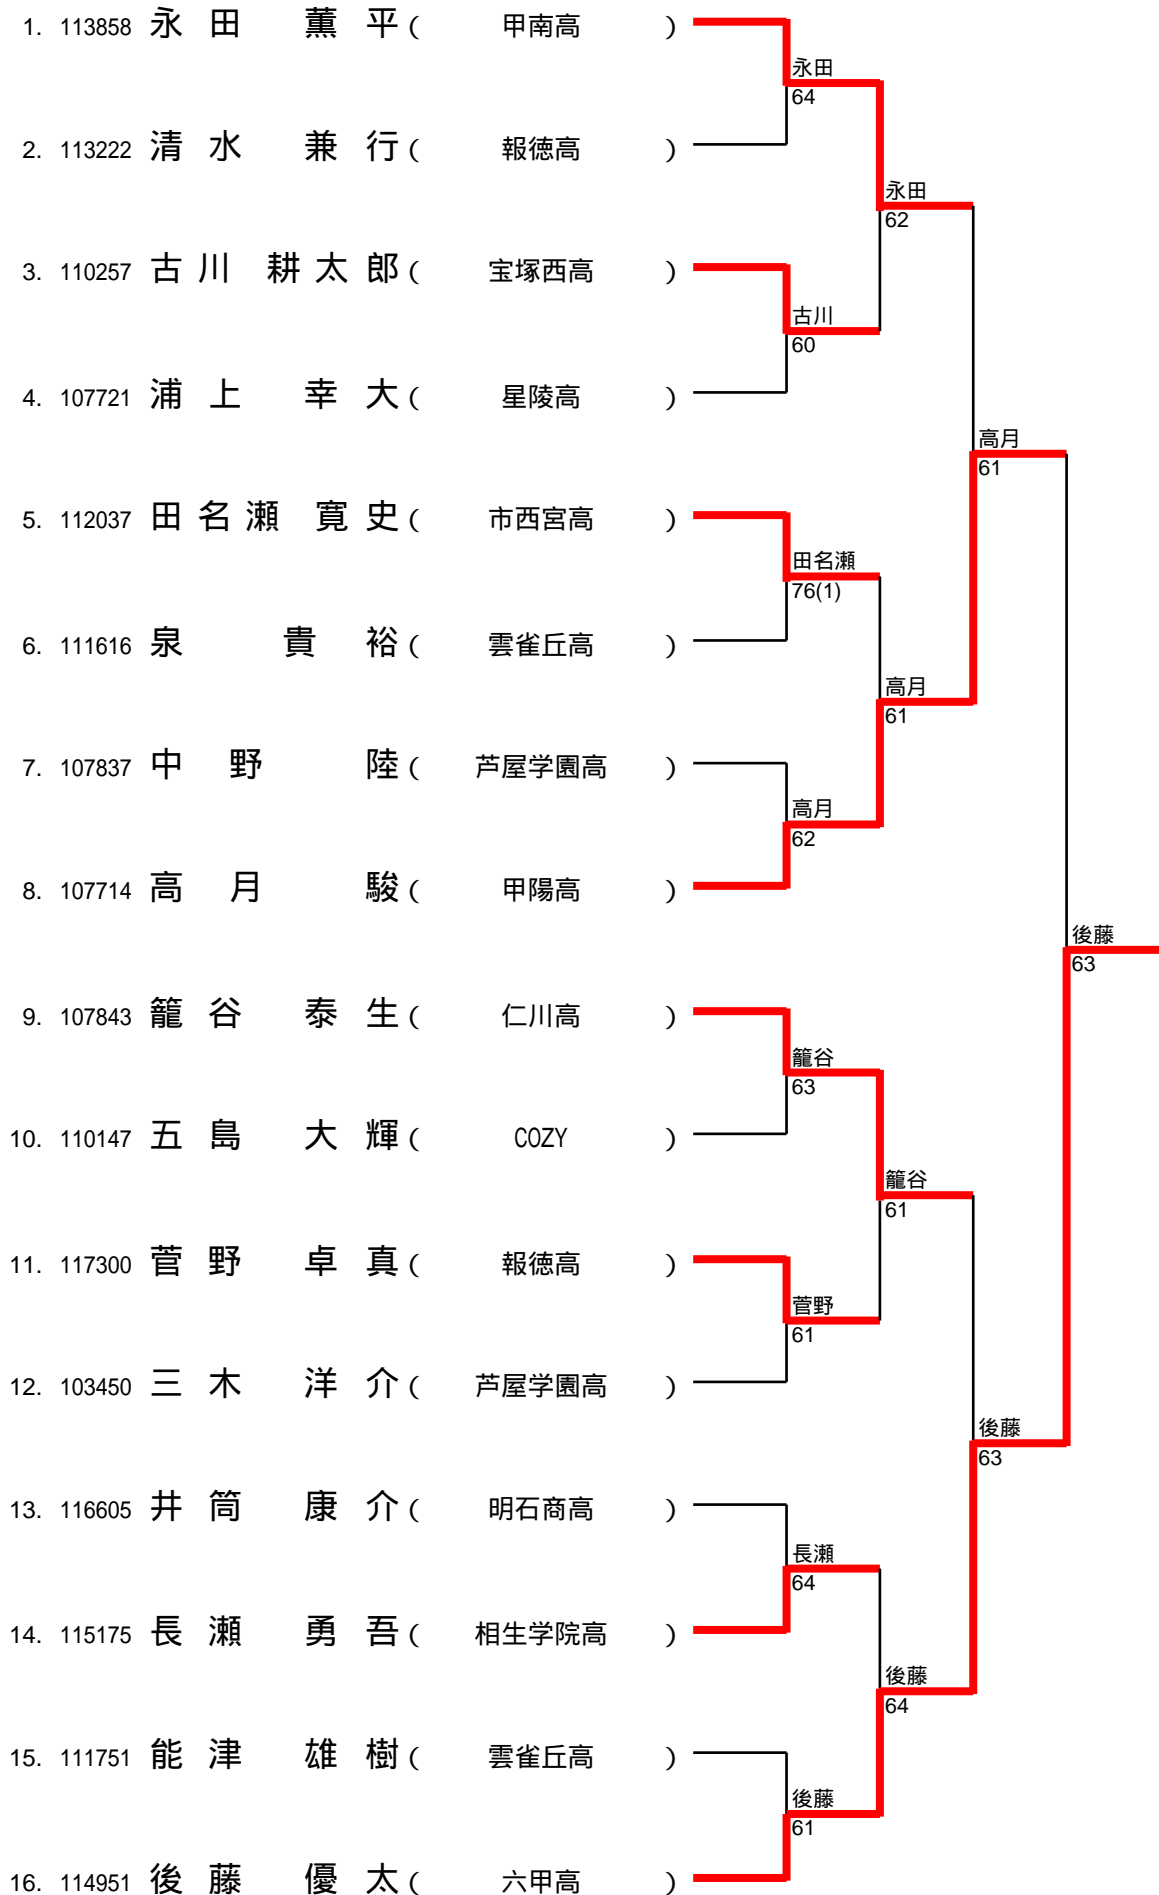 1. 113858 永田 薫平 ( 甲南高 )
永田
64
2. 113222 清水 兼行 ( 報徳高 )
永田
62
3. 110257 古川 耕太郎 ( 宝塚西高 )
古川
60
4. 107721 浦上 幸大 ( 星陵高 )
高月
61
5. 112037 田名瀬 寛史 ( 市西宮高 )
田名瀬
76(1)
6. 111616 泉 貴裕 ( 雲雀丘高 )
高月
61
7. 107837 中野 陸 ( 芦屋学園高 )
高月
62
8. 107714 高月 駿 ( 甲陽高 )
後藤
63
9. 107843 籠谷 泰生 ( 仁川高 )
籠谷
63
10. 110147 五島 大輝 ( COZY )
籠谷
61
11. 117300 菅野 卓真 ( 報徳高 )
菅野
61
12. 103450 三木 洋介 ( 芦屋学園高 )
後藤
63
13. 116605 井筒 康介 ( 明石商高 )
長瀬
64
14. 115175 長瀬 勇吾 ( 相生学院高 )
後藤
64
15. 111751 能津 雄樹 ( 雲雀丘高 )
後藤
61
16. 114951 後藤 優太 ( 六甲高 )